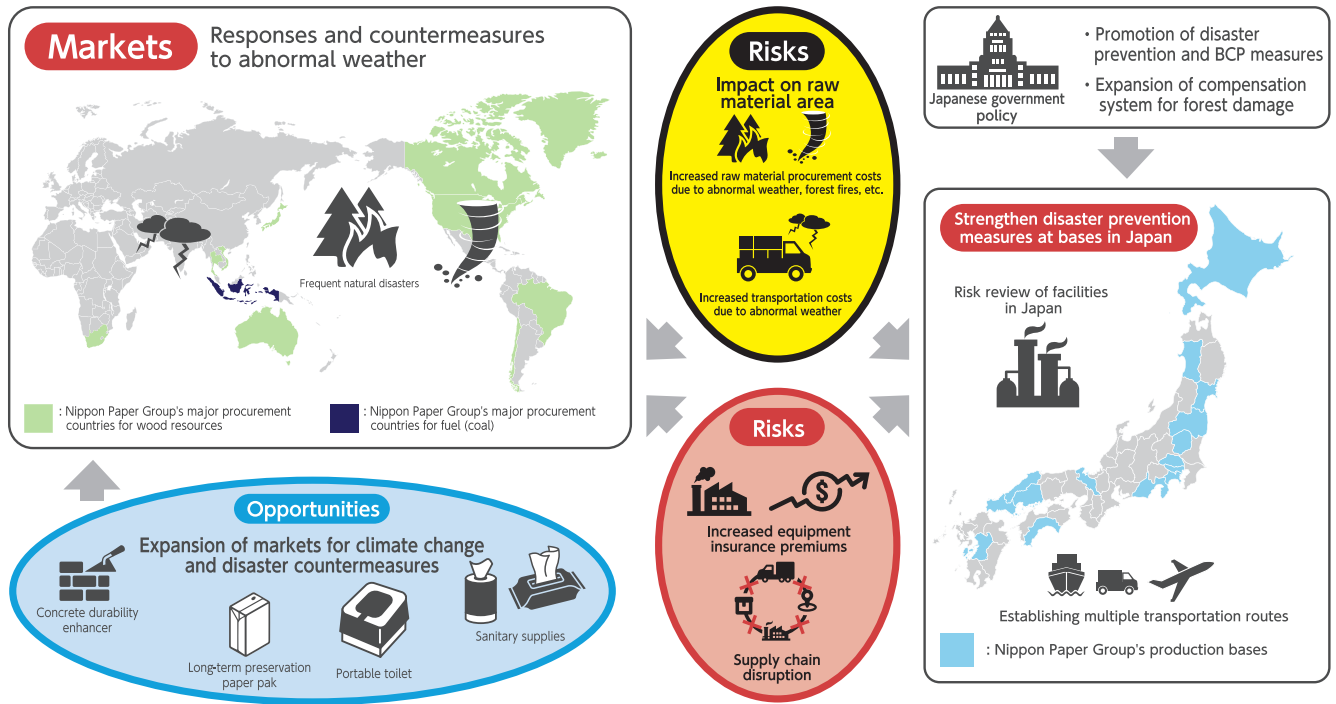 Markets
Responses and countermeasures
to abnormal weather
Frequent natural disasters
: Nippon Paper Group's major procurement
countries for wood resources
: Nippon Paper Group's major procurement
countries for fuel (coal)
Opportunities
Expansion of markets for climate change
and disaster countermeasures
Concrete durability
enhancer
Long-term preservation
paper pak
Portable toilet
Sanitary supplies
Risks
Impact on raw
material area
Increased raw material procurement costs
due to abnormal weather, forest fires, etc.
Increased transportation costs
due to abnormal weather
Risks
$
Increased equipment
insurance premiums
Supply chain
disruption
Japanese government
policy
• Promotion of disaster
prevention and BCP measures
• Expansion of compensation
system for forest damage
Strengthen disaster prevention
measures at bases in Japan
Risk review of facilities
in Japan
Establishing multiple transportation routes
: Nippon Paper Group's production bases